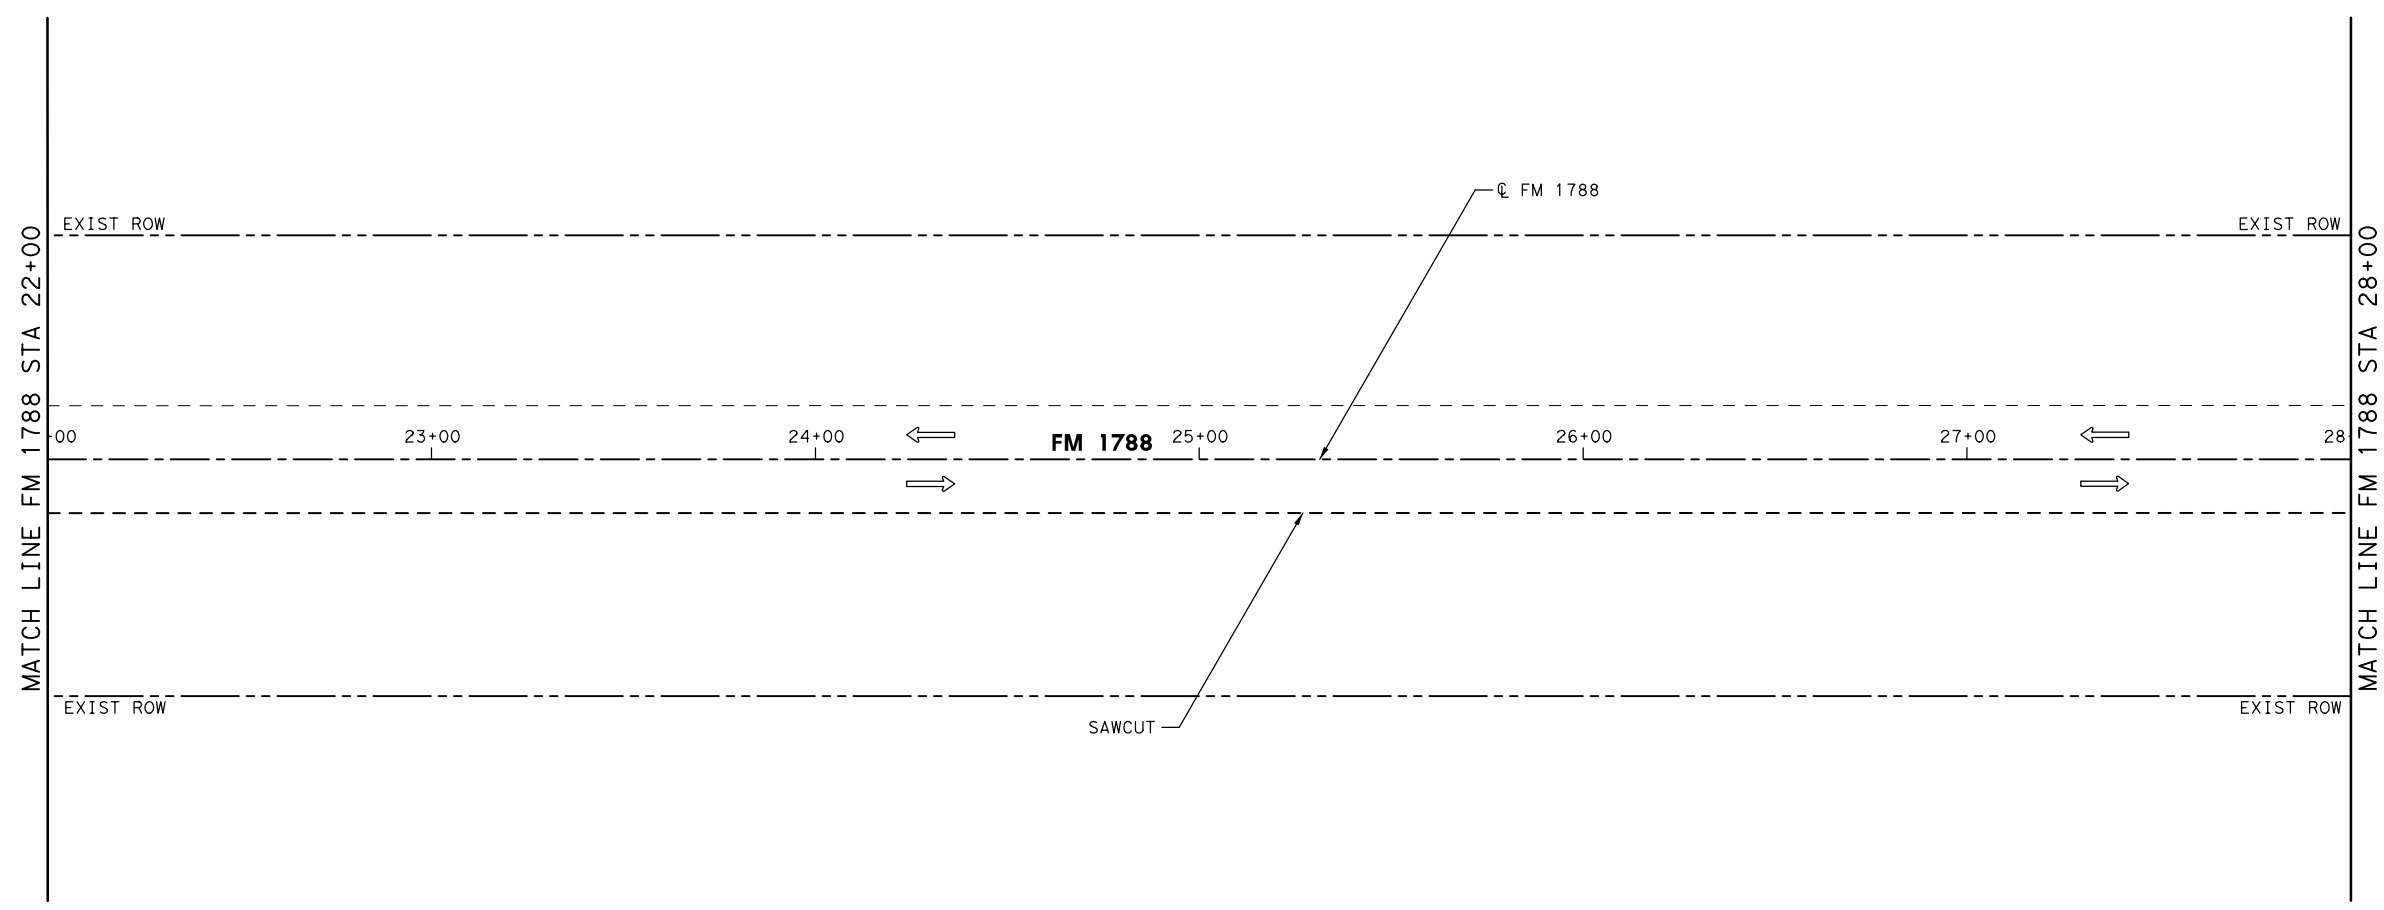 ℄ FM 1788
EXIST ROW
EXIST ROW
MATCH LINE FM 1788 STA 22+00
MATCH LINE FM 1788 STA 28+00
+00
23+00
24+00
FM 1788
25+00
26+00
27+00
28
EXIST ROW
EXIST ROW
SAWCUT